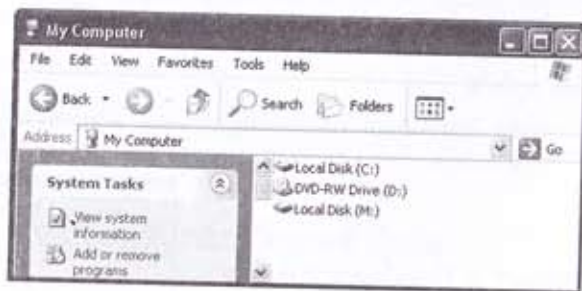 My Computer
File Edit View Favorites Tools Help
Back Search Folders
Address My Computer Go
System Tasks
View system
information
Add or remove
programs
Local Disk (C:)
DVD-RW Drive (D:)
Local Disk (M:)